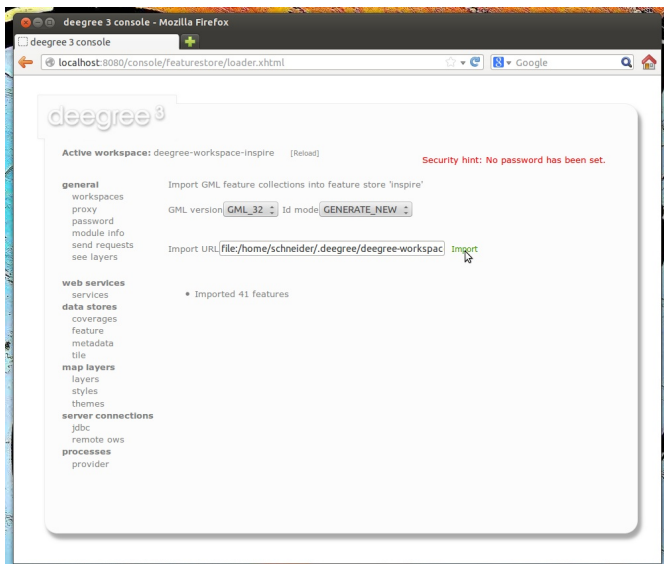 deegree 3 console - Mozilla Firefox
deegree 3 console
localhost:8080/console/featurestore/loader.xhtml
Google
deegree 3
Active workspace: deegree-workspace-inspire [Reload]
Security hint: No password has been set.
general
workspaces
proxy
password
module info
send requests
see layers
web services
services
data stores
coverages
feature
metadata
tile
map layers
layers
styles
themes
server connections
jdbc
remote ows
processes
provider
Import GML feature collections into feature store 'inspire'
GML version GML_32 Id mode GENERATE_NEW
Import URL file:/home/schneider/.deegree/deegree-workspac Import
• Imported 41 features